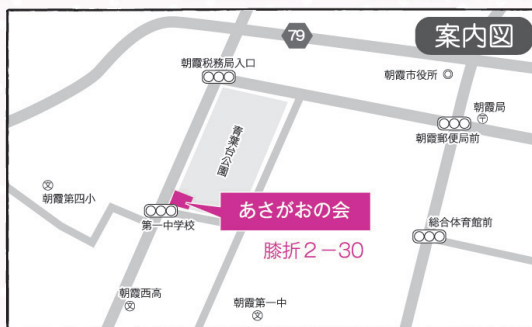 案内図
79
朝霞税務局入口
朝霞市役所
朝霞局
朝霞郵便局前
青葉台公園
朝霞第四小
文
あさがおの会
第一中学校
総合体育館前
膝折2-30
朝霞西高
文
朝霞第一中
文